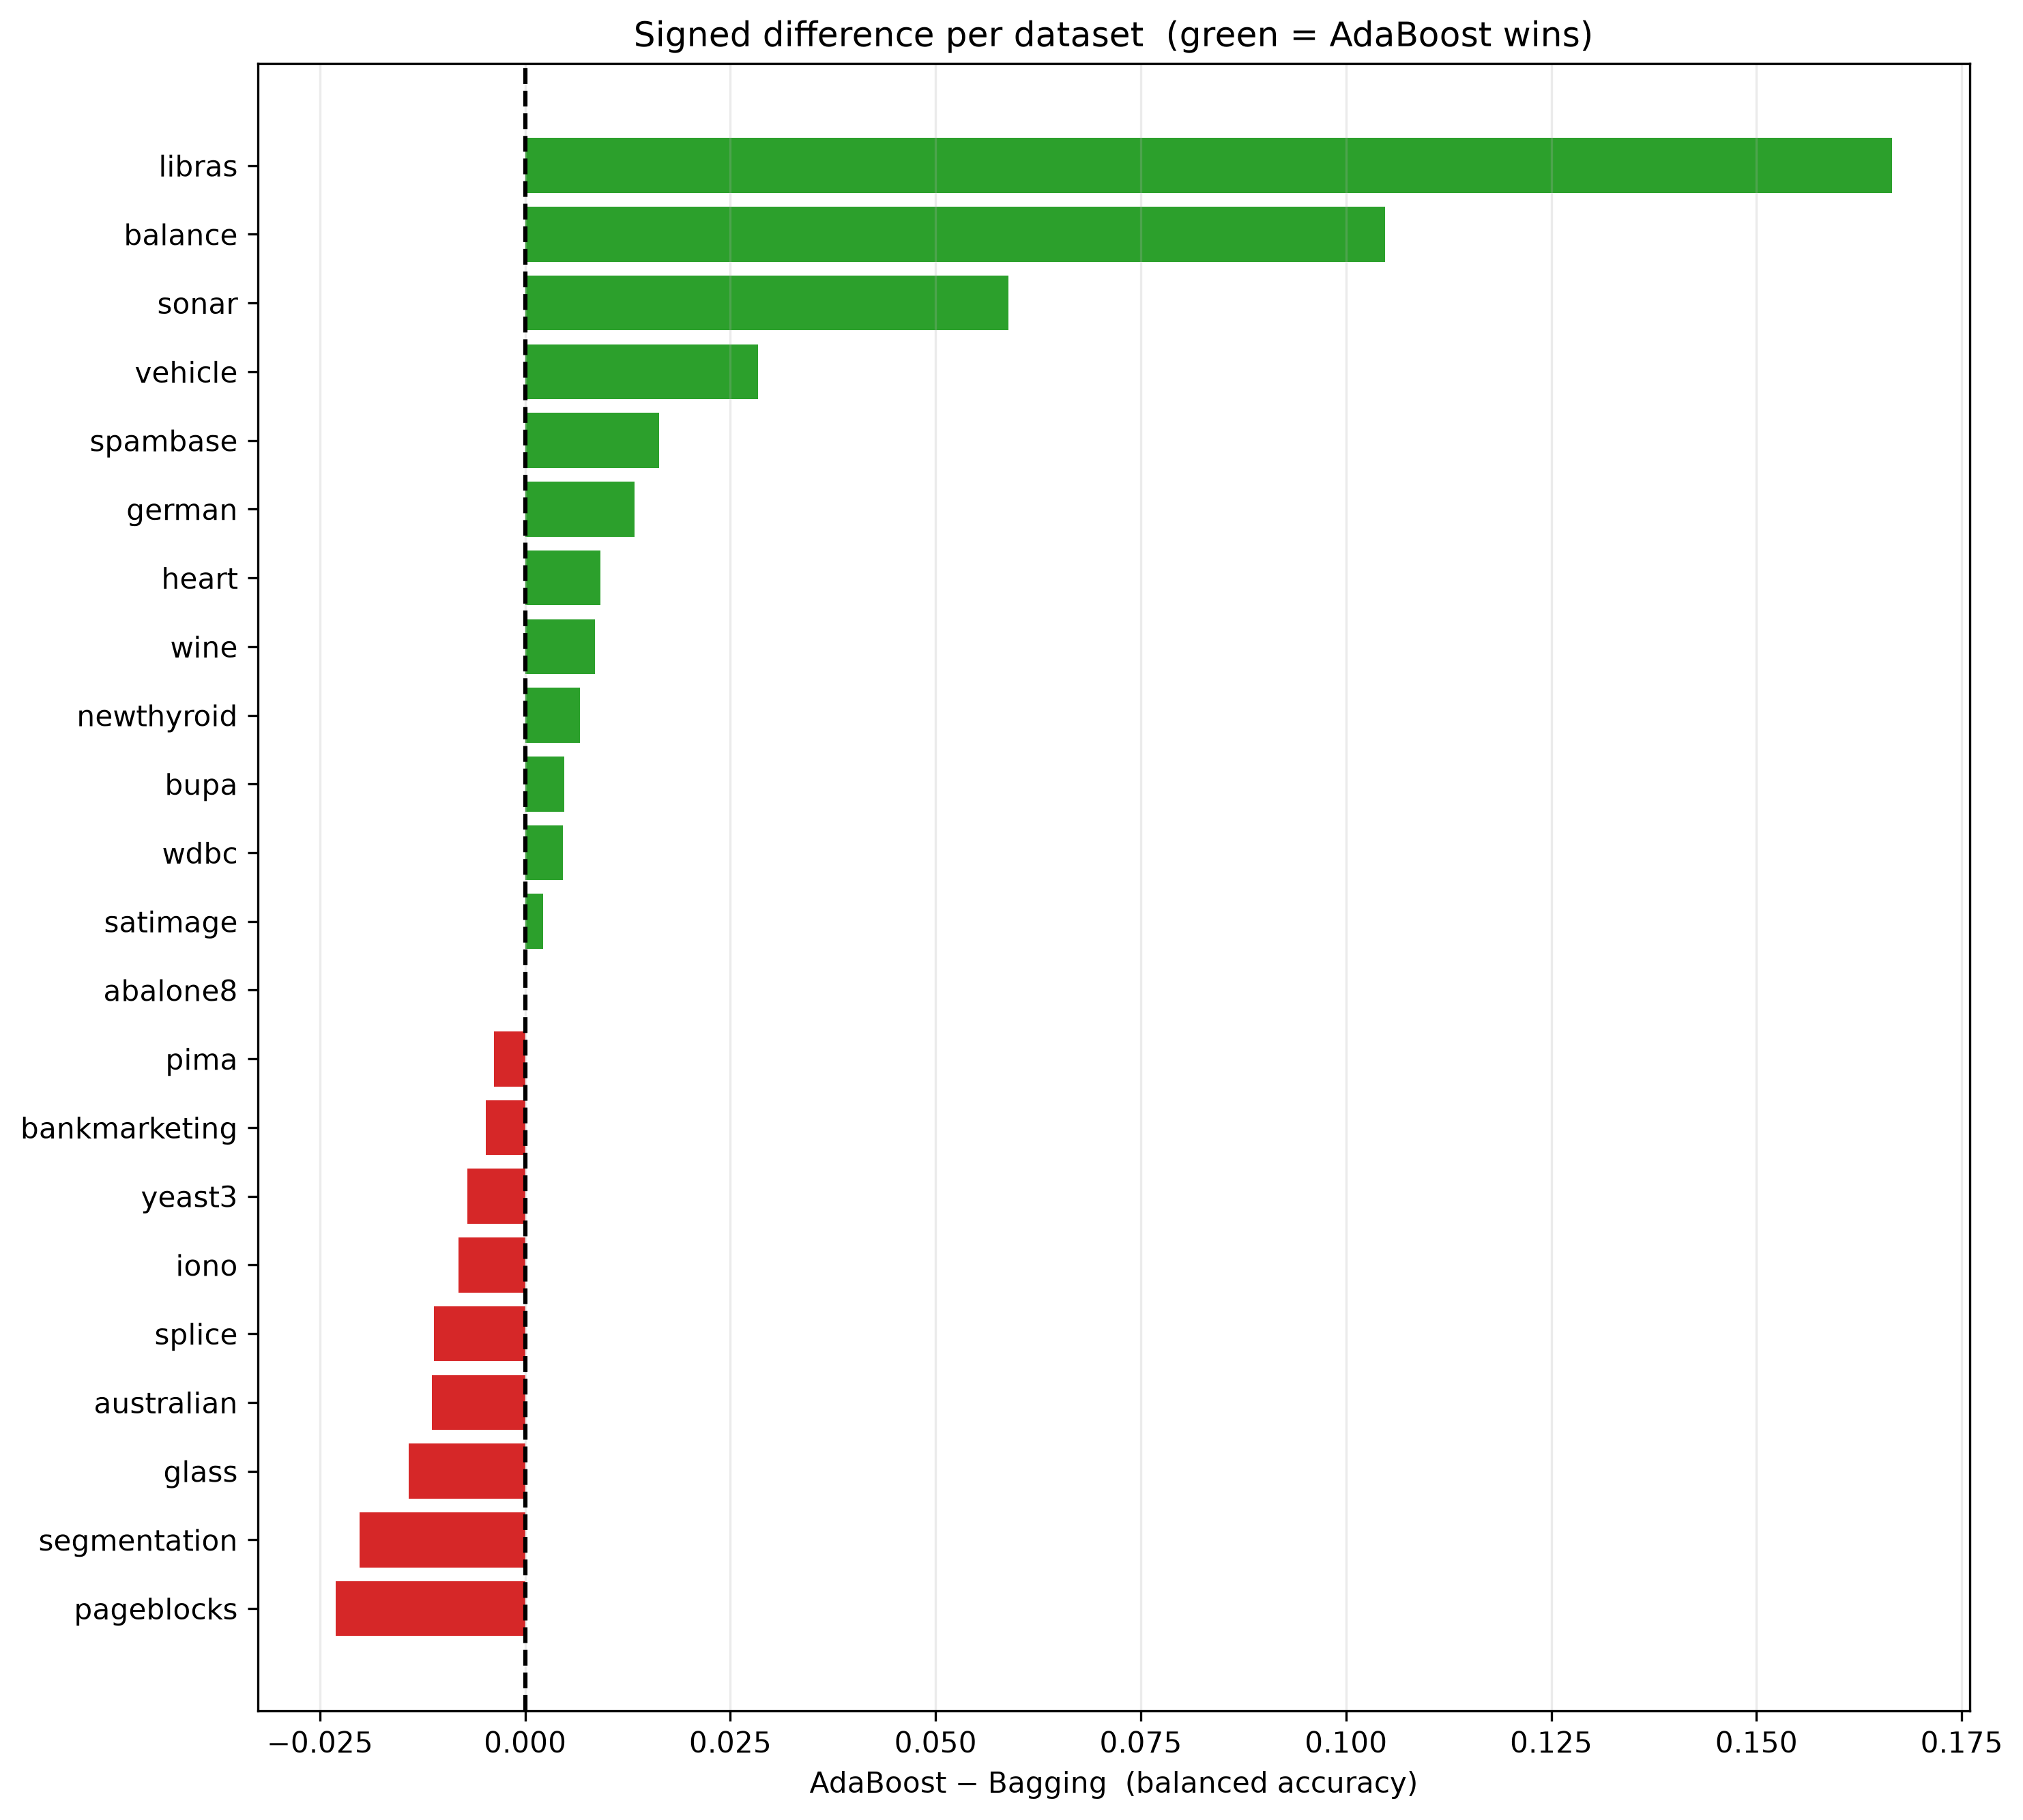 Signed difference per dataset  (green = AdaBoost wins)
libras
balance
sonar
vehicle
spambase
german
heart
wine
newthyroid
bupa
wdbc
satimage
abalone8
pima
bankmarketing
yeast3
iono
splice
australian
glass
segmentation
pageblocks
−0.025 0.000 0.025 0.050 0.075 0.100 0.125 0.150 0.175
AdaBoost − Bagging  (balanced accuracy)